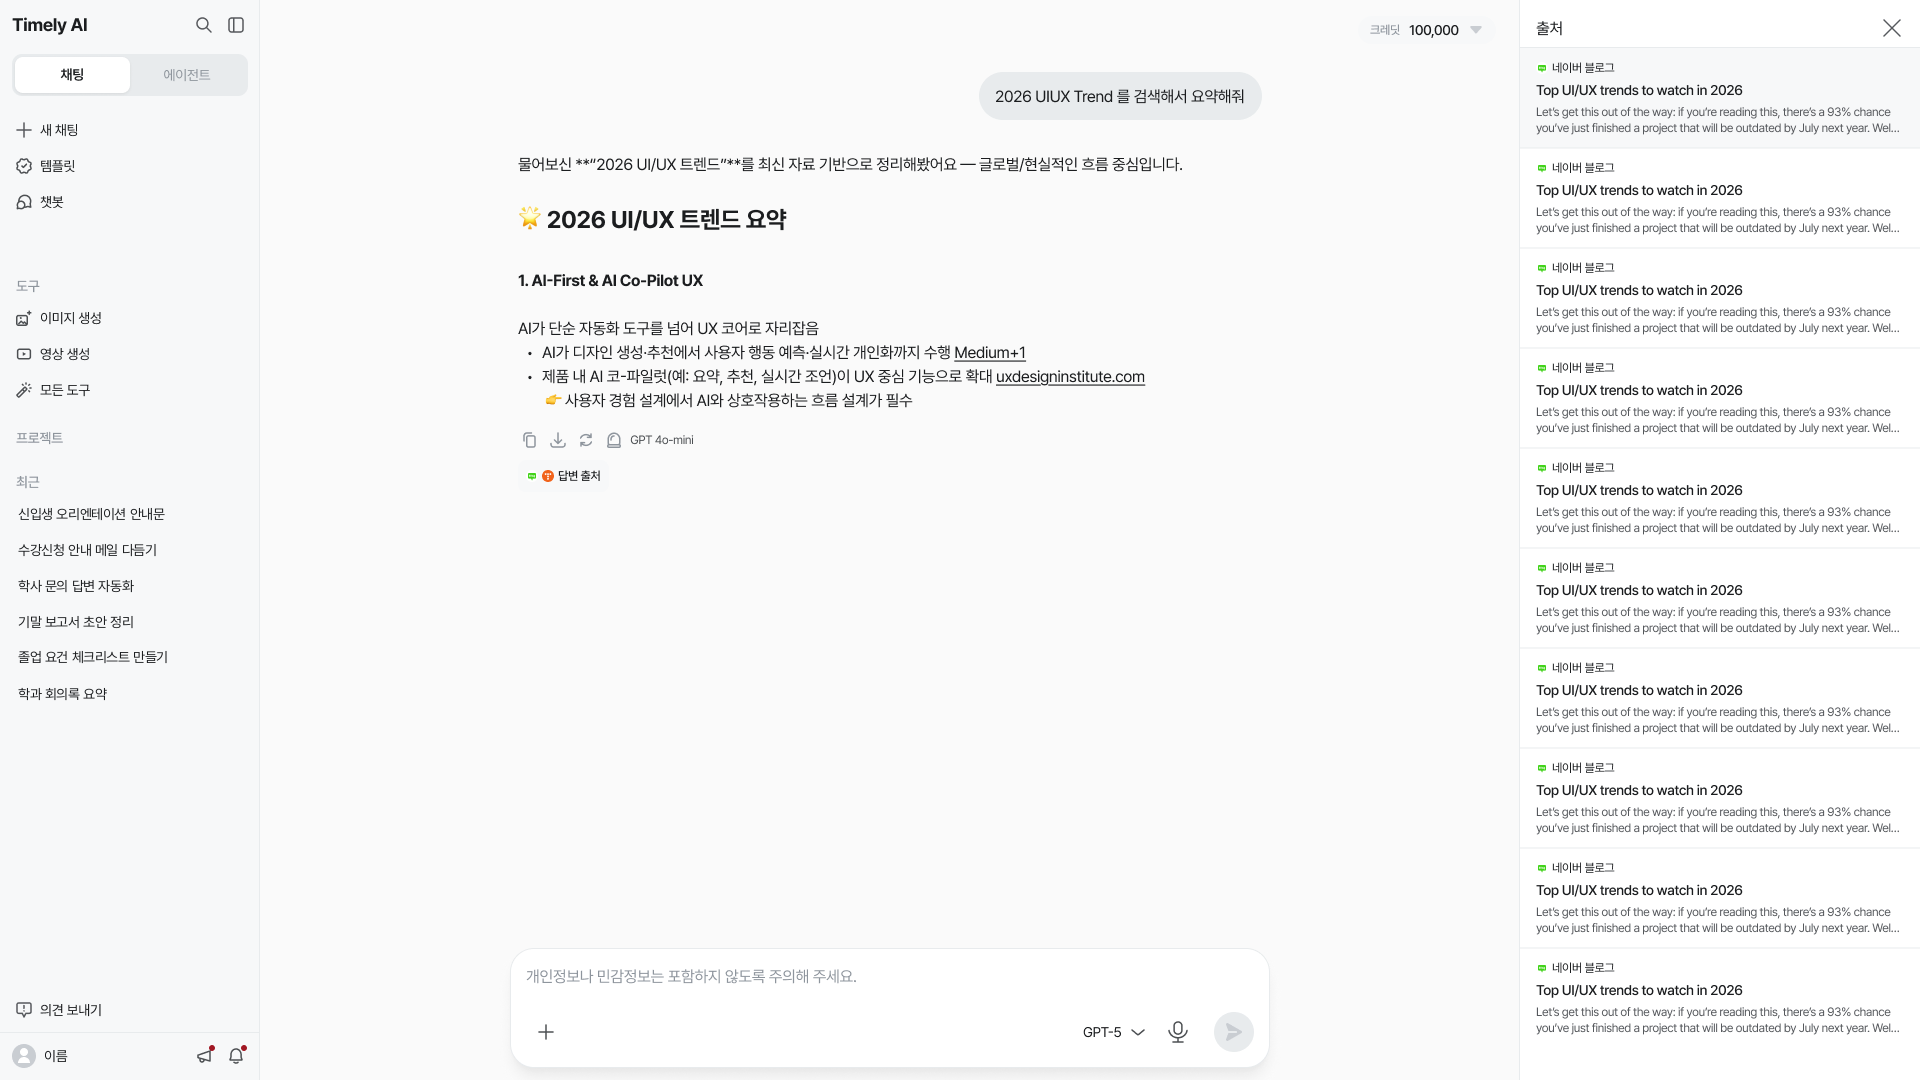 Timely AI
채팅
에이전트
새 채팅
템플릿
챗봇
도구
이미지 생성
영상 생성
모든 도구
프로젝트
최근
신입생 오리엔테이션 안내문
수강신청 안내 메일 다듬기
학사 문의 답변 자동화
기말 보고서 초안 정리
졸업 요건 체크리스트 만들기
학과 회의록 요약
의견 보내기
이름
크레딧 100,000
2026 UIUX Trend 를 검색해서 요약해줘
물어보신 **“2026 UI/UX 트렌드”**를 최신 자료 기반으로 정리해봤어요 — 글로벌/현실적인 흐름 중심입니다.
🌟 2026 UI/UX 트렌드 요약
1. AI-First & AI Co-Pilot UX
AI가 단순 자동화 도구를 넘어 UX 코어로 자리잡음
• AI가 디자인 생성·추천에서 사용자 행동 예측·실시간 개인화까지 수행 Medium+1
• 제품 내 AI 코-파일럿(예: 요약, 추천, 실시간 조언)이 UX 중심 기능으로 확대 uxdesigninstitute.com
👉 사용자 경험 설계에서 AI와 상호작용하는 흐름 설계가 필수
GPT 4o-mini
답변 출처
개인정보나 민감정보는 포함하지 않도록 주의해 주세요.
GPT-5
출처
네이버 블로그
Top UI/UX trends to watch in 2026
Let’s get this out of the way: if you’re reading this, there’s a 93% chance
you’ve just finished a project that will be outdated by July next year. Wel...
네이버 블로그
Top UI/UX trends to watch in 2026
Let’s get this out of the way: if you’re reading this, there’s a 93% chance
you’ve just finished a project that will be outdated by July next year. Wel...
네이버 블로그
Top UI/UX trends to watch in 2026
Let’s get this out of the way: if you’re reading this, there’s a 93% chance
you’ve just finished a project that will be outdated by July next year. Wel...
네이버 블로그
Top UI/UX trends to watch in 2026
Let’s get this out of the way: if you’re reading this, there’s a 93% chance
you’ve just finished a project that will be outdated by July next year. Wel...
네이버 블로그
Top UI/UX trends to watch in 2026
Let’s get this out of the way: if you’re reading this, there’s a 93% chance
you’ve just finished a project that will be outdated by July next year. Wel...
네이버 블로그
Top UI/UX trends to watch in 2026
Let’s get this out of the way: if you’re reading this, there’s a 93% chance
you’ve just finished a project that will be outdated by July next year. Wel...
네이버 블로그
Top UI/UX trends to watch in 2026
Let’s get this out of the way: if you’re reading this, there’s a 93% chance
you’ve just finished a project that will be outdated by July next year. Wel...
네이버 블로그
Top UI/UX trends to watch in 2026
Let’s get this out of the way: if you’re reading this, there’s a 93% chance
you’ve just finished a project that will be outdated by July next year. Wel...
네이버 블로그
Top UI/UX trends to watch in 2026
Let’s get this out of the way: if you’re reading this, there’s a 93% chance
you’ve just finished a project that will be outdated by July next year. Wel...
네이버 블로그
Top UI/UX trends to watch in 2026
Let’s get this out of the way: if you’re reading this, there’s a 93% chance
you’ve just finished a project that will be outdated by July next year. Wel...